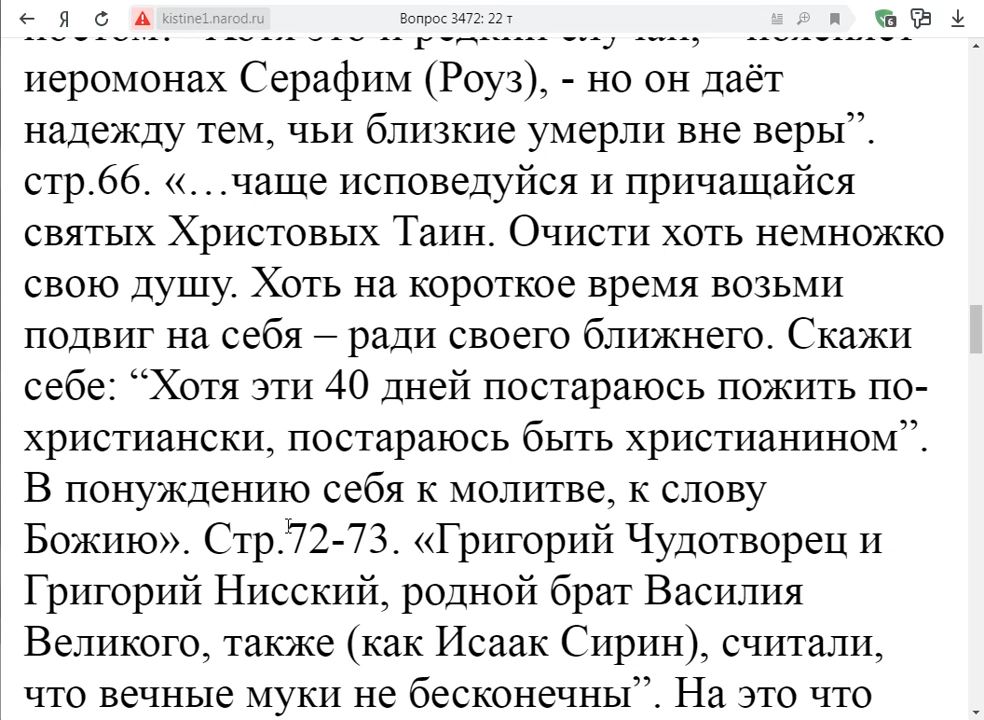 kistine1.narod.ru
Вопрос 3472: 22 т
6
иеромонах Серафим (Роуз), - но он даёт
надежду тем, чьи близкие умерли вне веры”.
стр.66. «…чаще исповедуйся и причащайся
святых Христовых Таин. Очисти хоть немножко
свою душу. Хоть на короткое время возьми
подвиг на себя – ради своего ближнего. Скажи
себе: “Хотя эти 40 дней постараюсь пожить по-
христиански, постараюсь быть христианином”.
В понуждению себя к молитве, к слову
Божию». Стр.72-73. «Григорий Чудотворец и
Григорий Нисский, родной брат Василия
Великого, также (как Исаак Сирин), считали,
что вечные муки не бесконечны”. На это что